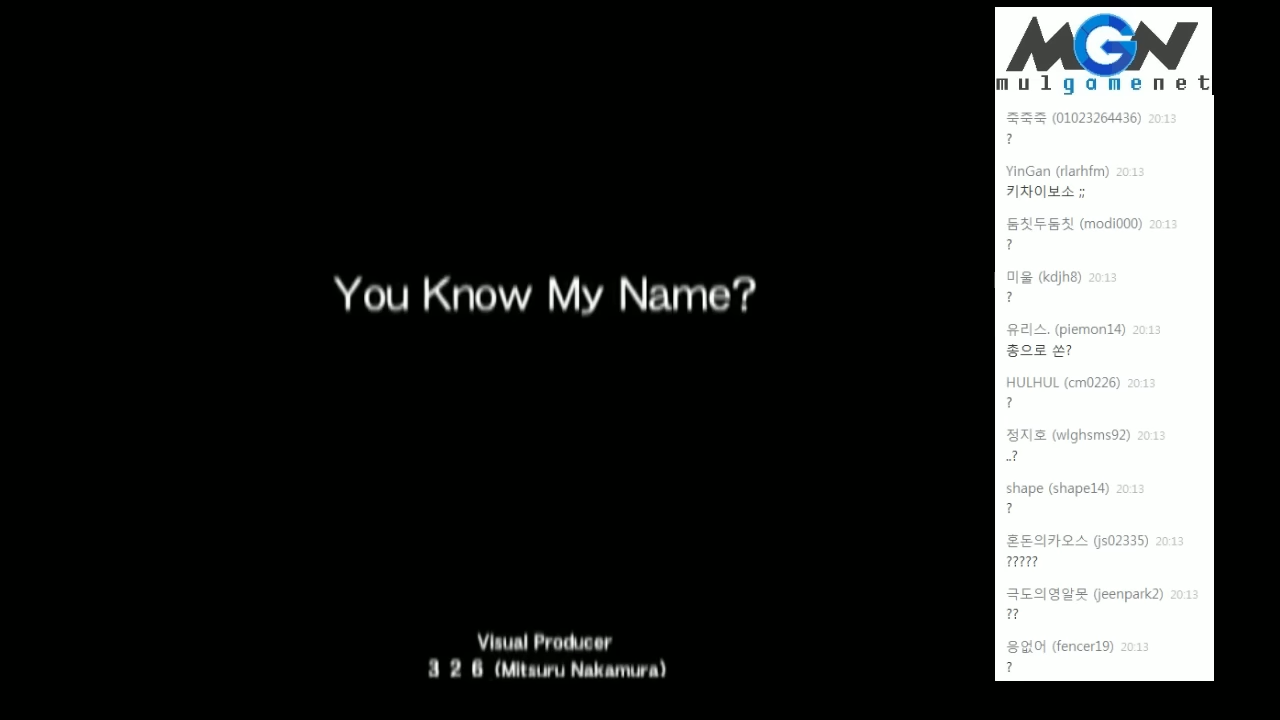 You Know My Name?
Visual Producer
3 2 6 (Mitsuru Nakamura)
MGN
mulgamenet
죽죽죽 (01023264436) 20:13
?
YinGan (rlarhfm) 20:13
키차이보소 ;;
둠칫두둠칫 (modi000) 20:13
?
미울 (kdjh8) 20:13
?
유리스. (piemon14) 20:13
총으로 쏜?
HULHUL (cm0226) 20:13
?
정지호 (wlghsms92) 20:13
..?
shape (shape14) 20:13
?
혼돈의카오스 (js02335) 20:13
?????
극도의영알못 (jeenpark2) 20:13
??
응없어 (fencer19) 20:13
?